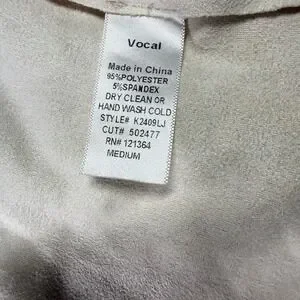 Vocal
Made in China
95%POLYESTER
5%SPANDEX
DRY CLEAN OR
HAND WASH COLD
STYLE# K2409LJ
CUT# 502477
RN# 121364
MEDIUM